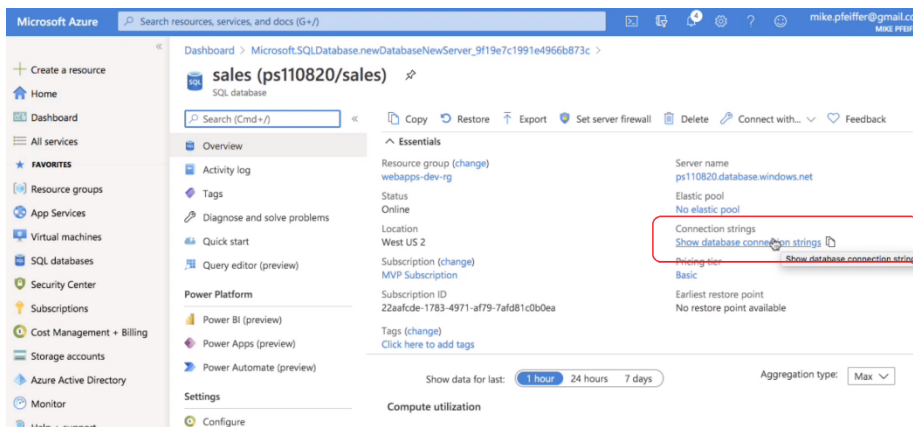 Microsoft Azure
Search resources, services, and docs (G+/)
4
mike.pfeiffer@gmail.co
MIKE PFEIF
«
Create a resource
Home
Dashboard
All services
FAVORITES
Resource groups
App Services
Virtual machines
SQL databases
Security Center
Subscriptions
Cost Management + Billing
Storage accounts
Azure Active Directory
Monitor
Help + support
Dashboard > Microsoft.SQLDatabase.newDatabaseNewServer_9f19e7c1991e4966b873c >
SQL
sales (ps110820/sales)
SQL database
Search (Cmd+/)
«
Overview
Activity log
Tags
Diagnose and solve problems
Quick start
Query editor (preview)
Power Platform
Power BI (preview)
Power Apps (preview)
Power Automate (preview)
Settings
Configure
Copy Restore Export Set server firewall Delete Connect with... Feedback
Essentials
Resource group (change)
webapps-dev-rg
Status
Online
Location
West US 2
Subscription (change)
MVP Subscription
Subscription ID
22aafcde-1783-4971-af79-7afd81c0b0ea
Tags (change)
Click here to add tags
Server name
ps110820.database.windows.net
Elastic pool
No elastic pool
Connection strings
Show database connection strings
Show database connection string
Pricing tier
Basic
Earliest restore point
No restore point available
Show data for last: 1 hour 24 hours 7 days
Aggregation type: Max
Compute utilization